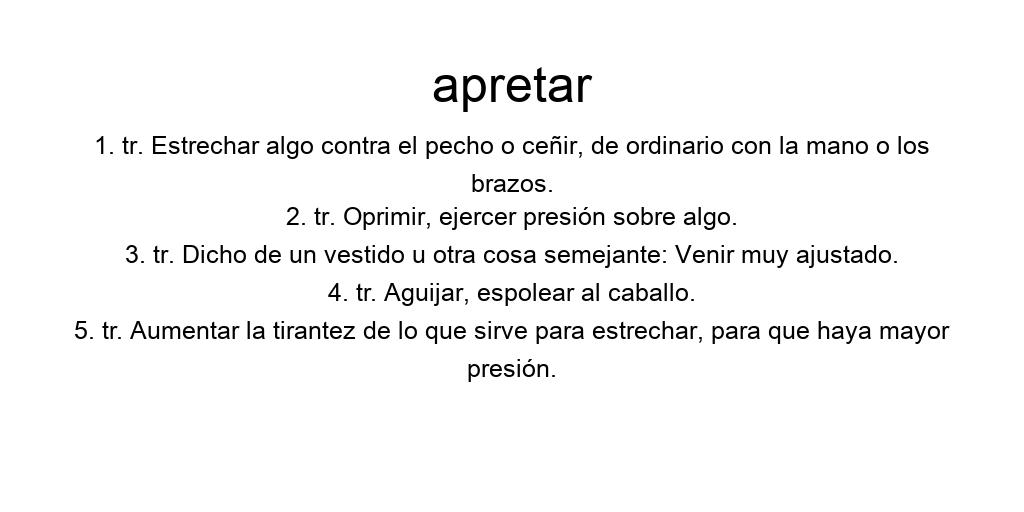 apretar
1. tr. Estrechar algo contra el pecho o ceñir, de ordinario con la mano o los
brazos.
2. tr. Oprimir, ejercer presión sobre algo.
3. tr. Dicho de un vestido u otra cosa semejante: Venir muy ajustado.
4. tr. Aguijar, espolear al caballo.
5. tr. Aumentar la tirantez de lo que sirve para estrechar, para que haya mayor
presión.